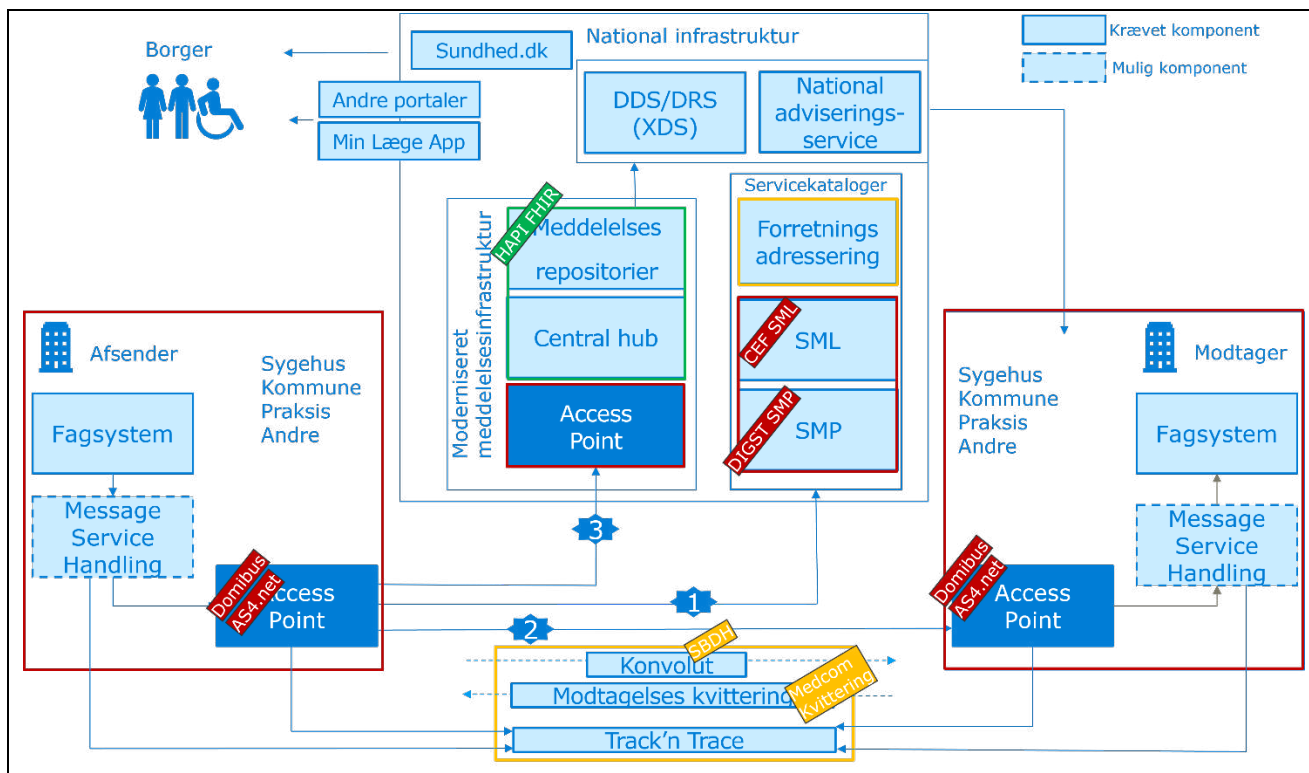 Borger
Sundhed.dk
Andre portaler
Min Læge App
National infrastruktur
Krævet komponent
Mulig komponent
DDS/DRS
(XDS)
National
adviserings-
service
Moderniseret
meddelelsesinfrastruktur
HAPI FHIR
Meddelelses
repositorier
Central hub
Access
Point
Servicekataloger
Forretnings
adressering
CEF SML
SML
DIGST SMP
SMP
Afsender
Sygehus
Kommune
Praksis
Andre
Fagsystem
Message
Service
Handling
Domibus
AS4.net
Access
Point
Modtager
Sygehus
Kommune
Praksis
Andre
Fagsystem
Message
Service
Handling
Domibus
AS4.net
Access
Point
3
1
2
SBDH
Konvolut
Modtagelses kvittering
Medcom
Kvittering
Track'n Trace